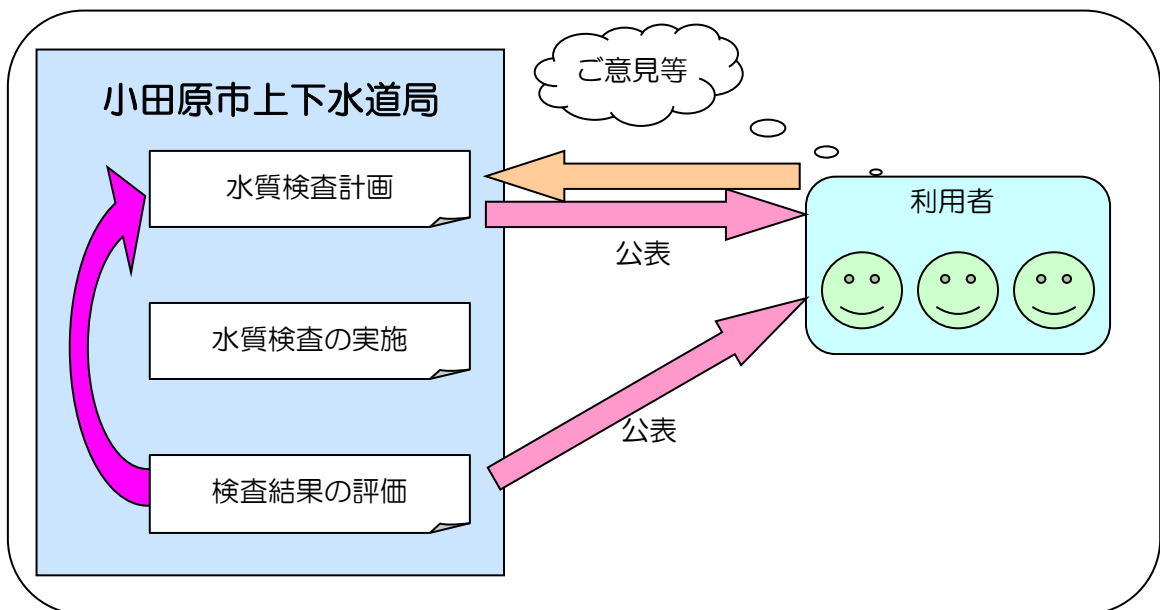 ご意見等
小田原市上下水道局
水質検査計画
利用者
公表
水質検査の実施
公表
検査結果の評価